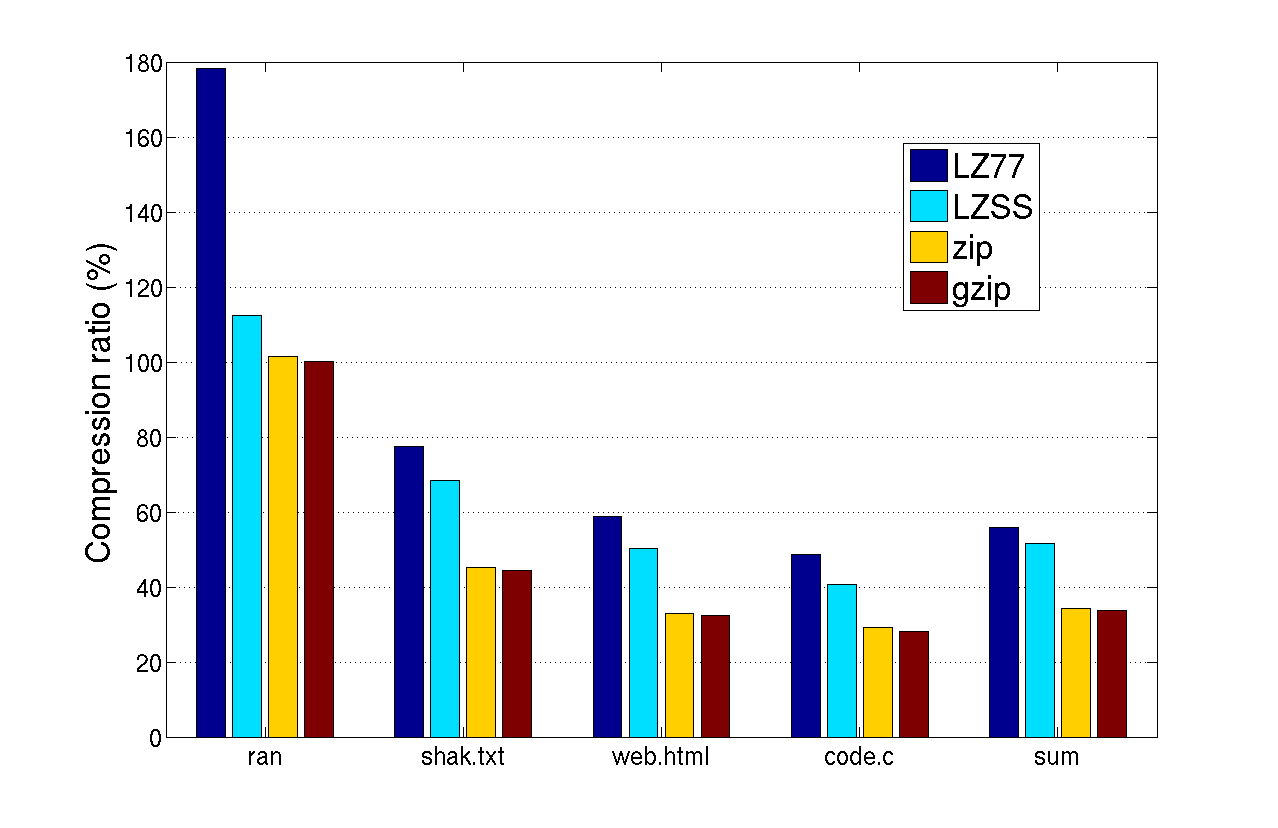 180
160
140
120
100
80
60
40
20
0
Compression ratio (%)
LZ77
LZSS
zip
gzip
ran shak.txt web.html code.c sum